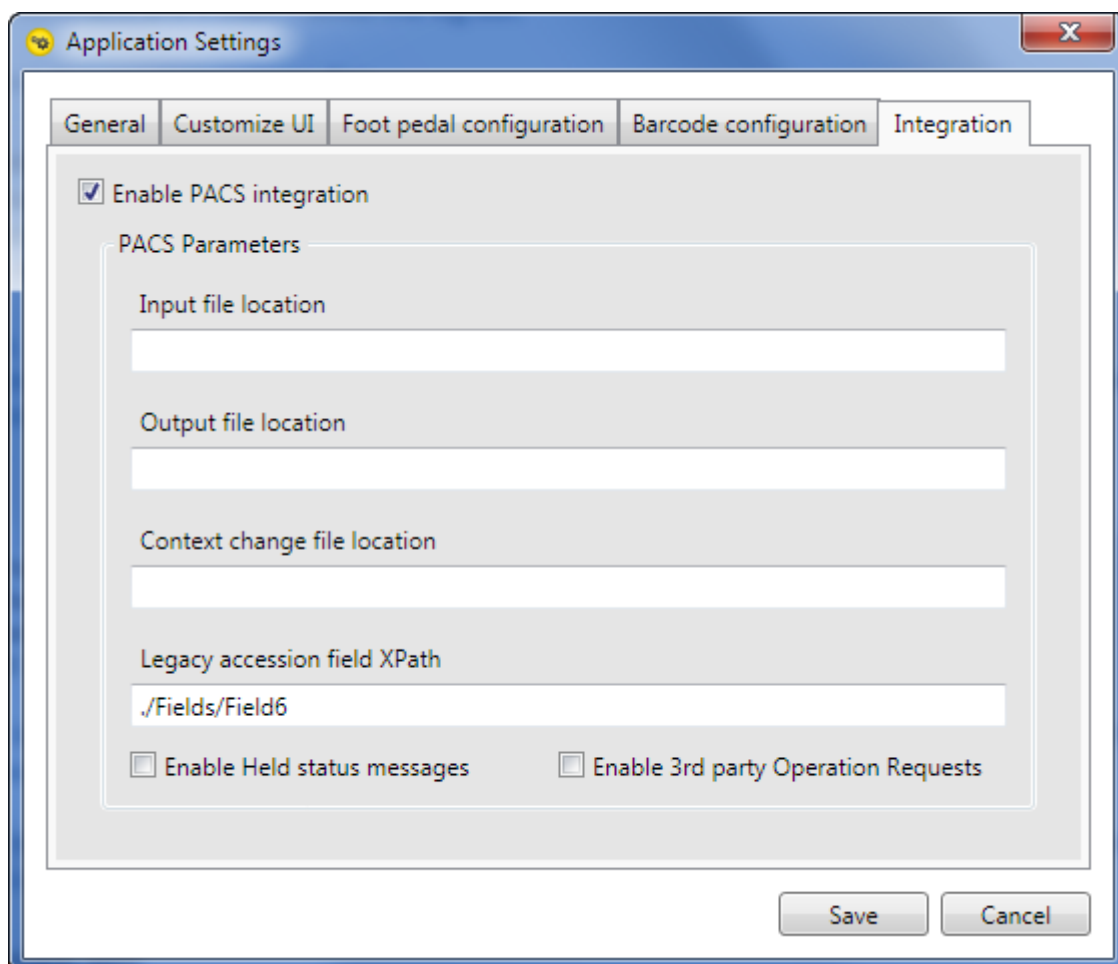 Application Settings
General Customize UI Foot pedal configuration Barcode configuration Integration
Enable PACS integration
PACS Parameters
Input file location
Output file location
Context change file location
Legacy accession field XPath
./Fields/Field6
Enable Held status messages Enable 3rd party Operation Requests
Save Cancel